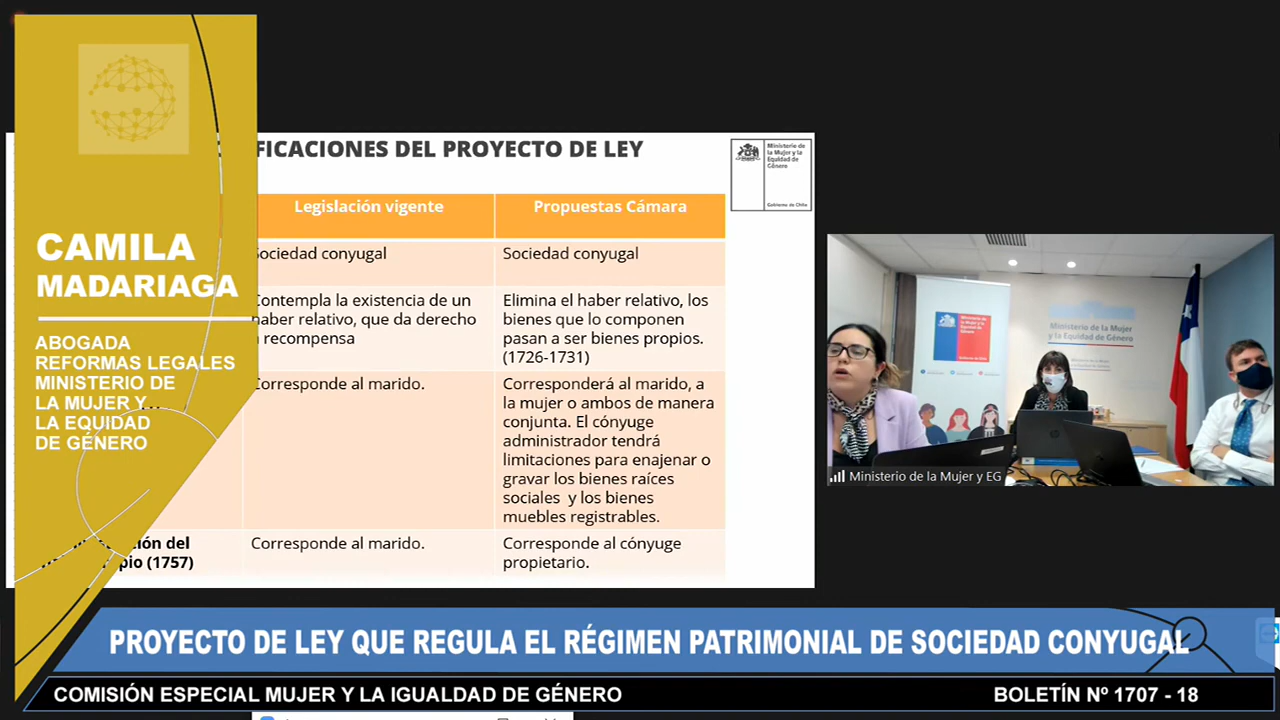 CAMILA
MADARIAGA
ABOGADA
REFORMAS LEGALES
MINISTERIO DE
LA MUJER Y
LA EQUIDAD
DE GÉNERO
FICACIONES DEL PROYECTO DE LEY
Ministerio de
la Mujer y la
Equidad de
Género
Gobierno de Chile
Legislación vigente
Propuestas Cámara
Sociedad conyugal
Sociedad conyugal
Contempla la existencia de un
haber relativo, que da derecho
a recompensa
Elimina el haber relativo, los
bienes que lo componen
pasan a ser bienes propios.
(1726-1731)
Corresponde al marido.
Corresponderá al marido, a
la mujer o ambos de manera
conjunta. El cónyuge
administrador tendrá
limitaciones para enajenar o
gravar los bienes raíces
sociales y los bienes
muebles registrables.
ión del
pio (1757)
Corresponde al marido.
Corresponde al cónyuge
propietario.
Ministerio de la Mujer
y la Equidad de Género
Ministerio de la Mujer y EG
PROYECTO DE LEY QUE REGULA EL RÉGIMEN PATRIMONIAL DE SOCIEDAD CONYUGAL
COMISIÓN ESPECIAL MUJER Y LA IGUALDAD DE GÉNERO
BOLETÍN Nº 1707 - 18